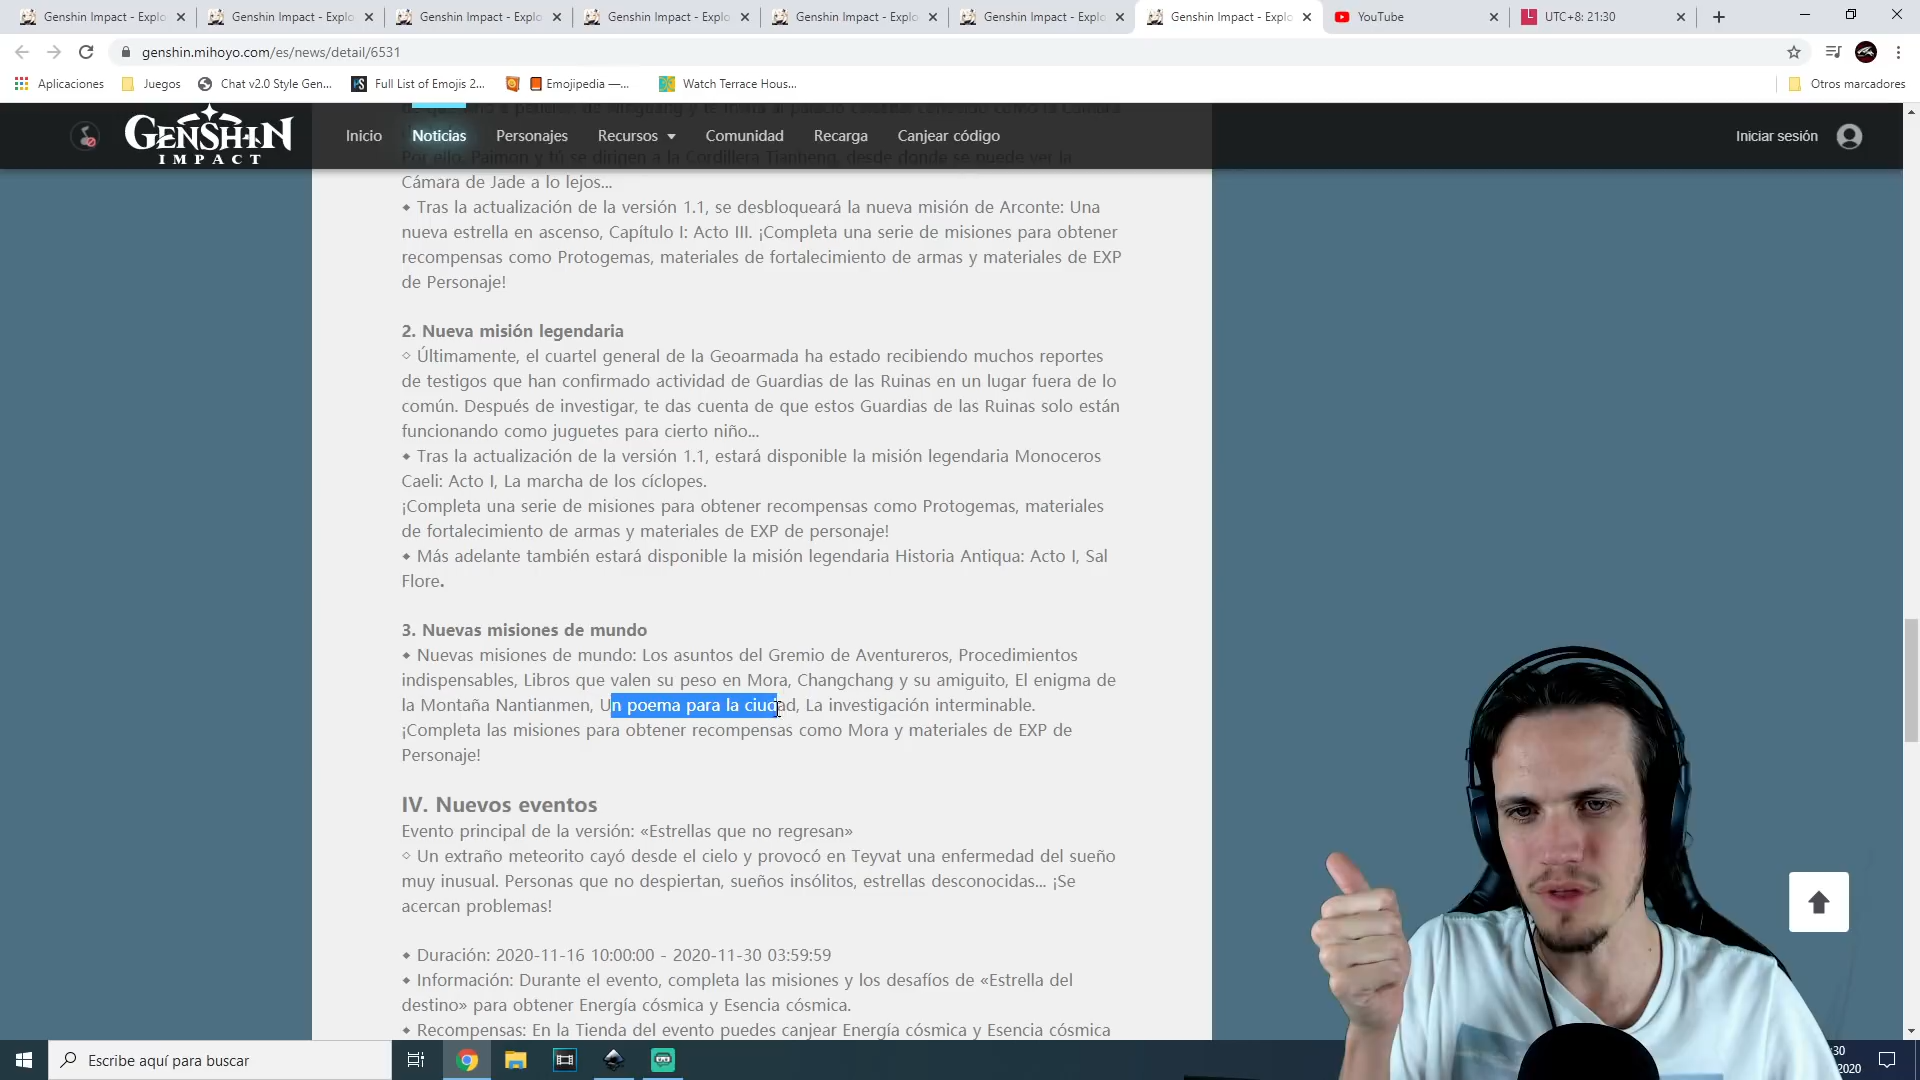 Genshin Impact - Explo
Genshin Impact - Explo
Genshin Impact - Explo
Genshin Impact - Explo
Genshin Impact - Explo
Genshin Impact - Explo
Genshin Impact - Explo
YouTube
UTC+8: 21:30
genshin.mihoyo.com/es/news/detail/6531
Aplicaciones
Juegos
Chat v2.0 Style Gen...
Full List of Emojis 2...
Emojipedia —...
Watch Terrace Hous...
Otros marcadores
GENSHIN IMPACT
Inicio
Noticias
Personajes
Recursos
Comunidad
Recarga
Canjear código
Iniciar sesión
Por ello, Paimon y tú se dirigen a la Cordillera Tianheng, desde donde se puede ver la
Cámara de Jade a lo lejos...
◆ Tras la actualización de la versión 1.1, se desbloqueará la nueva misión de Arconte: Una
nueva estrella en ascenso, Capítulo I: Acto III. ¡Completa una serie de misiones para obtener
recompensas como Protogemas, materiales de fortalecimiento de armas y materiales de EXP
de Personaje!
2. Nueva misión legendaria
◇ Últimamente, el cuartel general de la Geoarmada ha estado recibiendo muchos reportes
de testigos que han confirmado actividad de Guardias de las Ruinas en un lugar fuera de lo
común. Después de investigar, te das cuenta de que estos Guardias de las Ruinas solo están
funcionando como juguetes para cierto niño...
◆ Tras la actualización de la versión 1.1, estará disponible la misión legendaria Monoceros
Caeli: Acto I, La marcha de los cíclopes.
¡Completa una serie de misiones para obtener recompensas como Protogemas, materiales
de fortalecimiento de armas y materiales de EXP de personaje!
◆ Más adelante también estará disponible la misión legendaria Historia Antiqua: Acto I, Sal
Flore.
3. Nuevas misiones de mundo
◆ Nuevas misiones de mundo: Los asuntos del Gremio de Aventureros, Procedimientos
indispensables, Libros que valen su peso en Mora, Changchang y su amiguito, El enigma de
la Montaña Nantianmen, Un poema para la ciudad, La investigación interminable.
¡Completa las misiones para obtener recompensas como Mora y materiales de EXP de
Personaje!
IV. Nuevos eventos
Evento principal de la versión: «Estrellas que no regresan»
◇ Un extraño meteorito cayó desde el cielo y provocó en Teyvat una enfermedad del sueño
muy inusual. Personas que no despiertan, sueños insólitos, estrellas desconocidas... ¡Se
acercan problemas!
◆ Duración: 2020-11-16 10:00:00 - 2020-11-30 03:59:59
◆ Información: Durante el evento, completa las misiones y los desafíos de «Estrella del
destino» para obtener Energía cósmica y Esencia cósmica.
◆ Recompensas: En la Tienda del evento puedes canjear Energía cósmica y Esencia cósmica
Escribe aquí para buscar
:30
2020